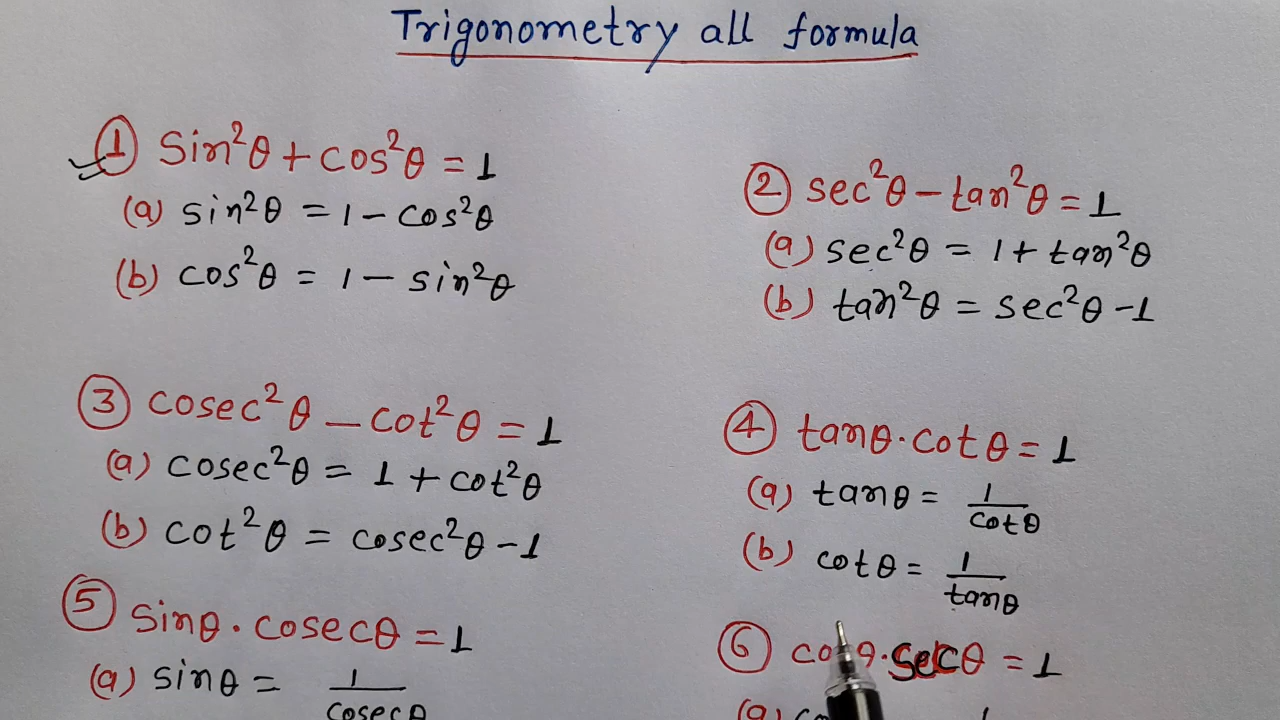 Trigonometry all formula
① Sin²θ + cos²θ = 1
(a) sin²θ = 1 − cos²θ
(b) cos²θ = 1 − sin²θ
② sec²θ − tan²θ = 1
(a) sec²θ = 1 + tan²θ
(b) tan²θ = sec²θ − 1
③ cosec²θ − cot²θ = 1
(a) cosec²θ = 1 + cot²θ
(b) cot²θ = cosec²θ − 1
④ tanθ · cotθ = 1
(a) tanθ = 1/cotθ
(b) cotθ = 1/tanθ
⑤ sinθ · cosecθ = 1
(a) sinθ = 1/cosecθ
⑥ cosθ · secθ = 1
(a)